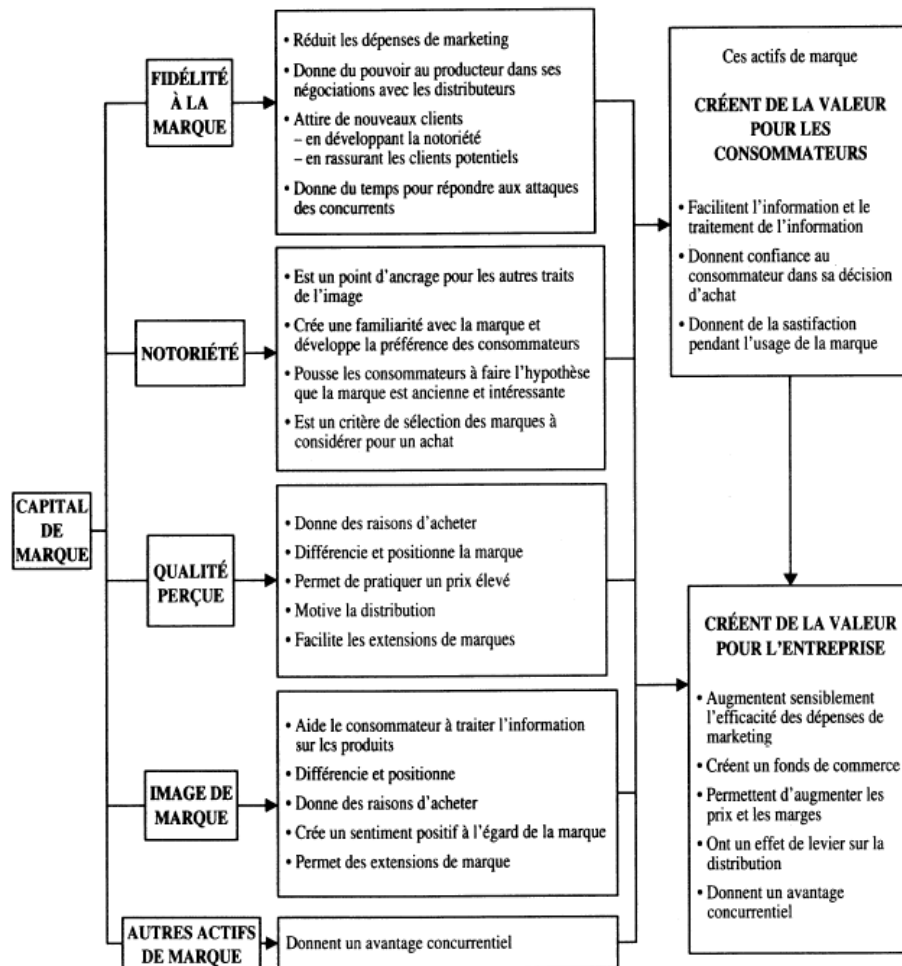 CAPITAL
DE
MARQUE
FIDÉLITÉ
À LA
MARQUE
• Réduit les dépenses de marketing
• Donne du pouvoir au producteur dans ses
négociations avec les distributeurs
• Attire de nouveaux clients
– en développant la notoriété
– en rassurant les clients potentiels
• Donne du temps pour répondre aux attaques
des concurrents
NOTORIÉTÉ
• Est un point d'ancrage pour les autres traits
de l'image
• Crée une familiarité avec la marque et
développe la préférence des consommateurs
• Pousse les consommateurs à faire l'hypothèse
que la marque est ancienne et intéressante
• Est un critère de sélection des marques à
considérer pour un achat
QUALITÉ
PERÇUE
• Donne des raisons d'acheter
• Différencie et positionne la marque
• Permet de pratiquer un prix élevé
• Motive la distribution
• Facilite les extensions de marques
IMAGE DE
MARQUE
• Aide le consommateur à traiter l'information
sur les produits
• Différencie et positionne
• Donne des raisons d'acheter
• Crée un sentiment positif à l'égard de la marque
• Permet des extensions de marque
AUTRES ACTIFS
DE MARQUE
Donnent un avantage concurrentiel
Ces actifs de marque
CRÉENT DE LA VALEUR
POUR LES
CONSOMMATEURS
• Facilitent l'information et le
traitement de l'information
• Donnent confiance au
consommateur dans sa décision
d'achat
• Donnent de la sastifaction
pendant l'usage de la marque
CRÉENT DE LA VALEUR
POUR L'ENTREPRISE
• Augmentent sensiblement
l'efficacité des dépenses de
marketing
• Créent un fonds de commerce
• Permettent d'augmenter les
prix et les marges
• Ont un effet de levier sur la
distribution
• Donnent un avantage
concurrentiel